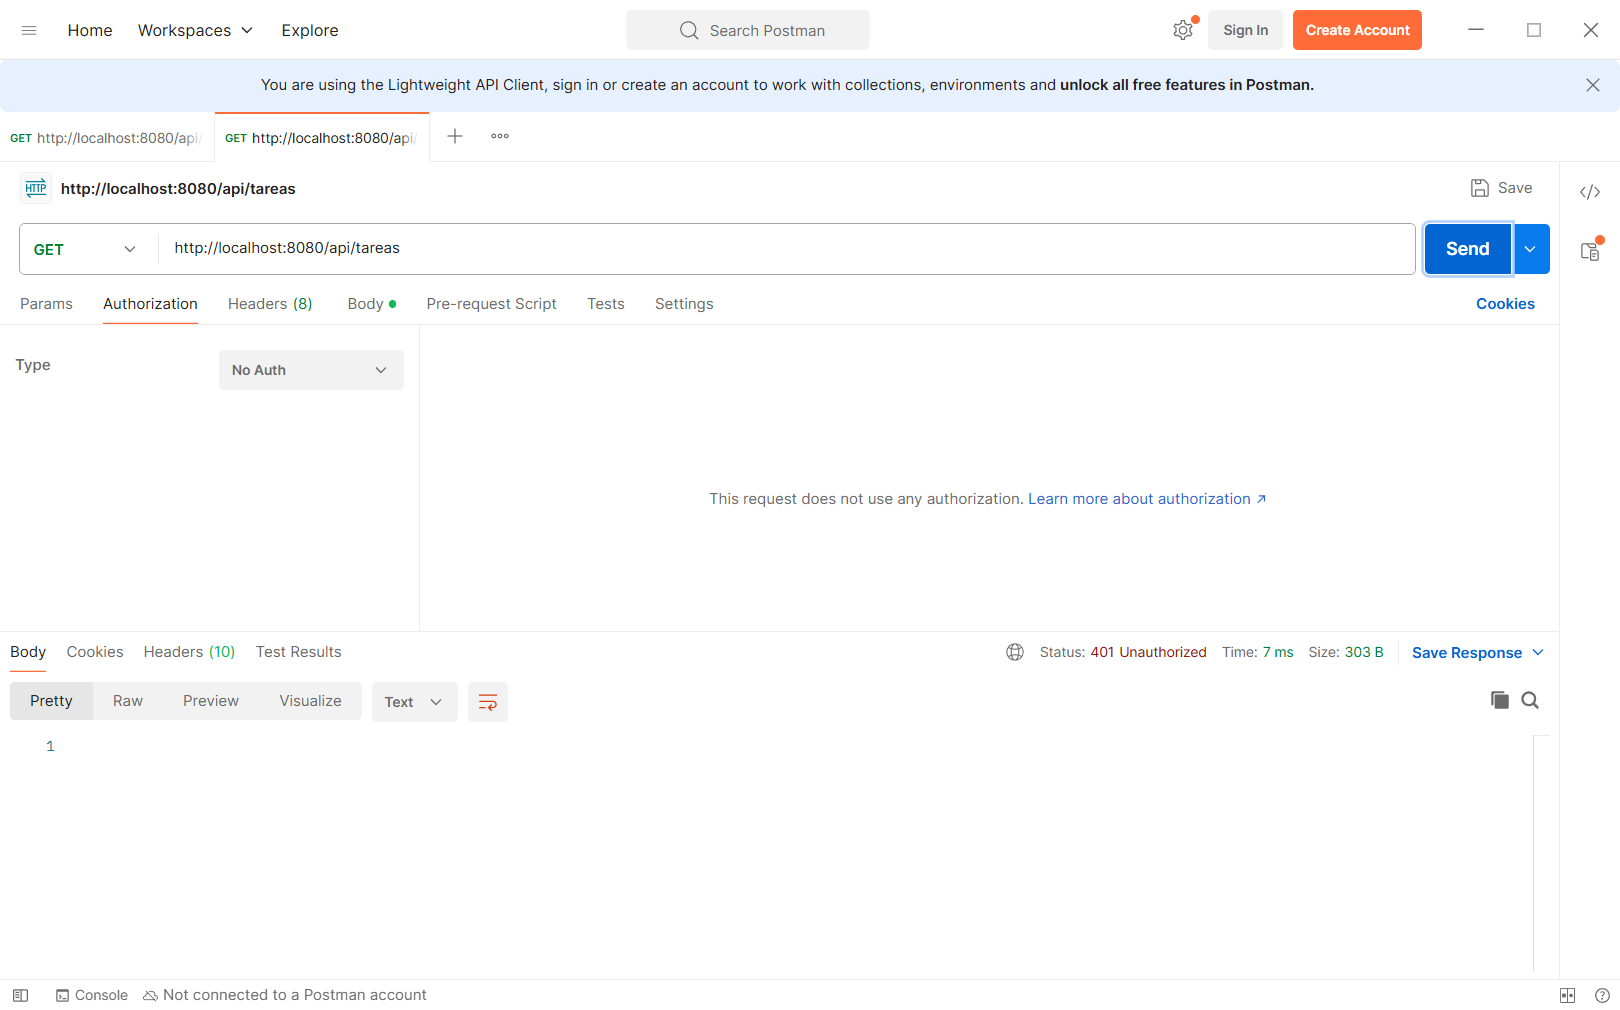 Home Workspaces Explore Search Postman Sign In Create Account
You are using the Lightweight API Client, sign in or create an account to work with collections, environments and unlock all free features in Postman.
GET http://localhost:8080/api/ GET http://localhost:8080/api/
HTTP http://localhost:8080/api/tareas Save
GET http://localhost:8080/api/tareas Send
Params Authorization Headers (8) Body Pre-request Script Tests Settings Cookies
Type No Auth
This request does not use any authorization. Learn more about authorization ↗
Body Cookies Headers (10) Test Results Status: 401 Unauthorized Time: 7 ms Size: 303 B Save Response
Pretty Raw Preview Visualize Text
1
Console Not connected to a Postman account